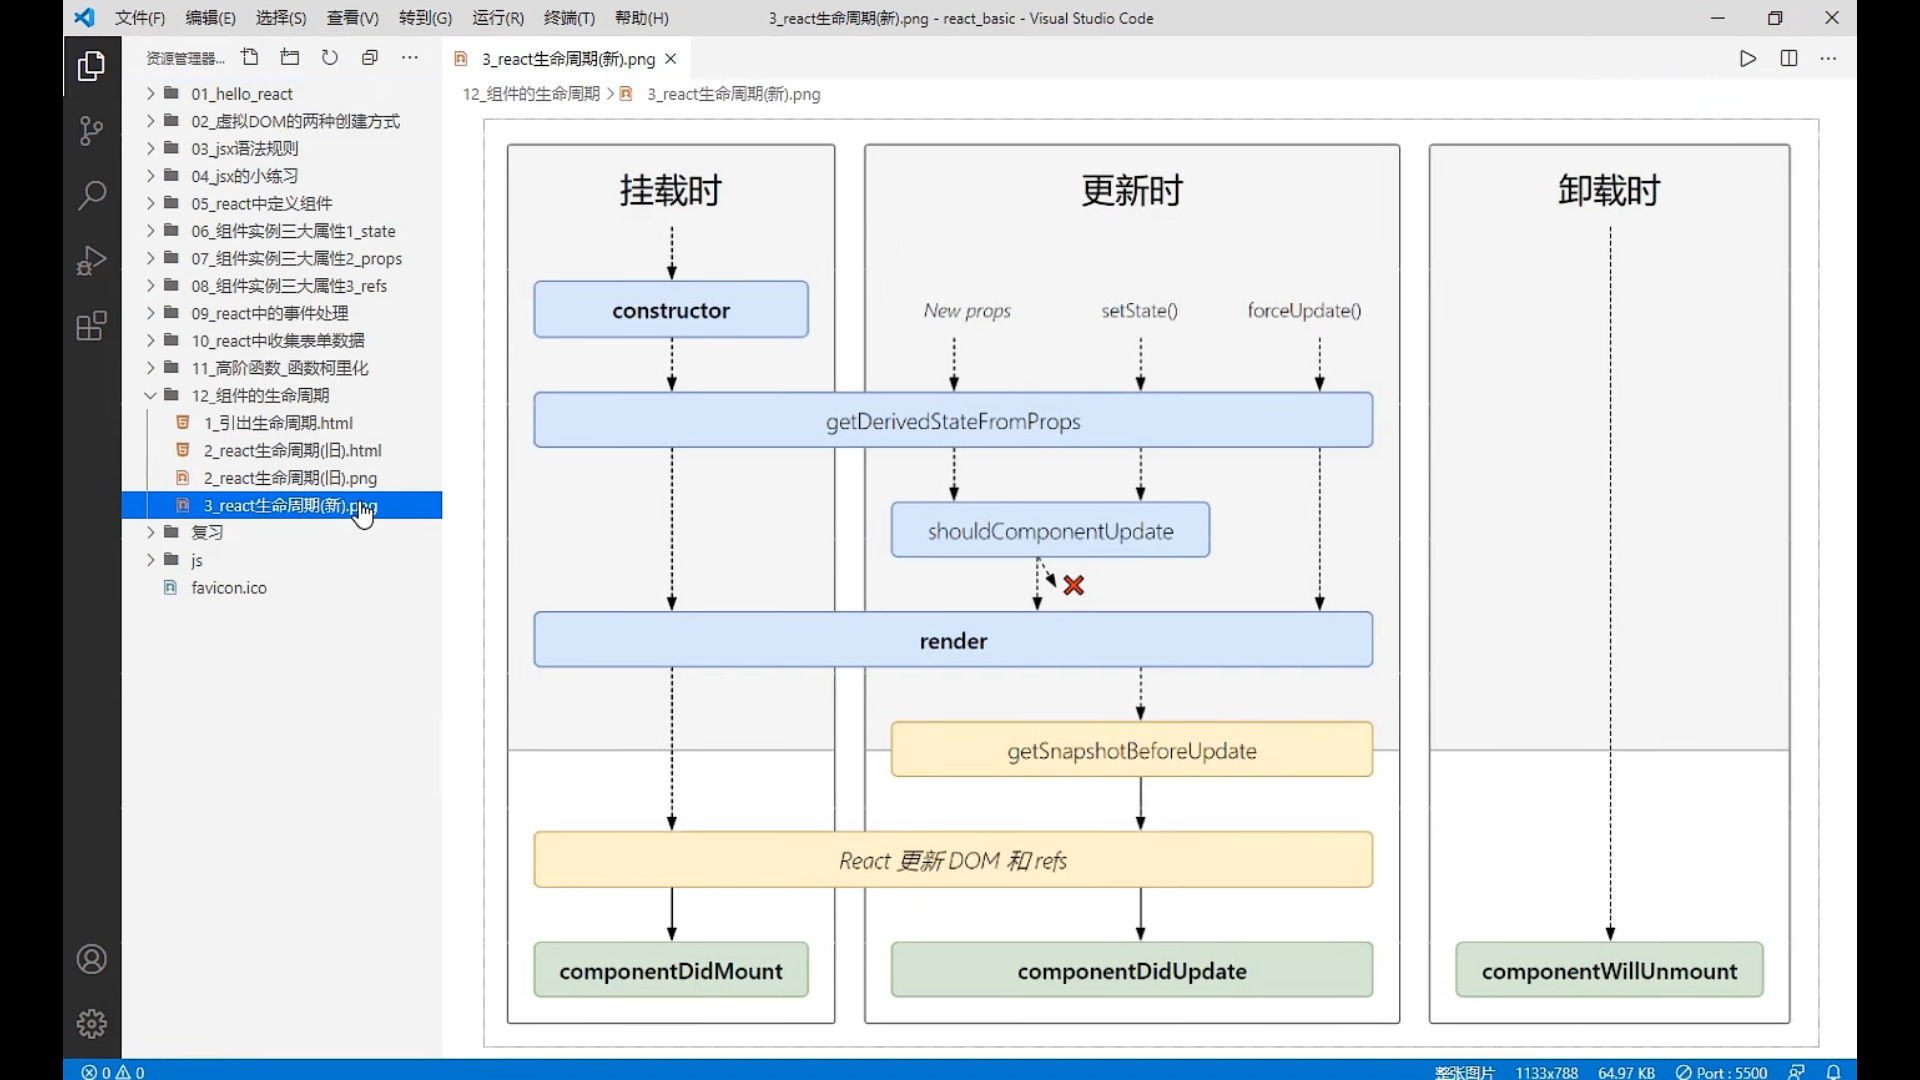 文件(F) 编辑(E) 选择(S) 查看(V) 转到(G) 运行(R) 终端(T) 帮助(H) 3_react生命周期(新).png - react_basic - Visual Studio Code
资源管理器...
01_hello_react
02_虚拟DOM的两种创建方式
03_jsx语法规则
04_jsx的小练习
05_react中定义组件
06_组件实例三大属性1_state
07_组件实例三大属性2_props
08_组件实例三大属性3_refs
09_react中的事件处理
10_react中收集表单数据
11_高阶函数_函数柯里化
12_组件的生命周期
1_引出生命周期.html
2_react生命周期(旧).html
2_react生命周期(旧).png
3_react生命周期(新).png
复习
js
favicon.ico
3_react生命周期(新).png
12_组件的生命周期 > 3_react生命周期(新).png
挂载时 更新时 卸载时
constructor New props setState() forceUpdate()
getDerivedStateFromProps
shouldComponentUpdate
render
getSnapshotBeforeUpdate
React 更新 DOM 和 refs
componentDidMount componentDidUpdate componentWillUnmount
0 0 整张图片 1133x788 64.97 KB Port : 5500